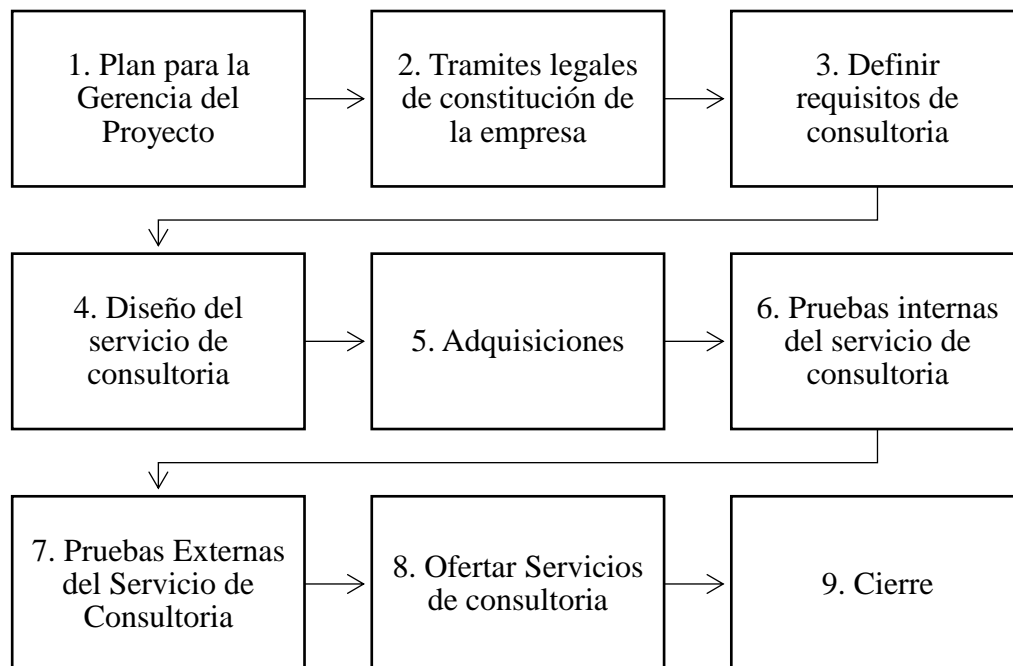 1. Plan para la
Gerencia del
Proyecto
2. Tramites legales
de constitución de
la empresa
3. Definir
requisitos de
consultoria
4. Diseño del
servicio de
consultoria
5. Adquisiciones
6. Pruebas internas
del servicio de
consultoria
7. Pruebas Externas
del Servicio de
Consultoria
8. Ofertar Servicios
de consultoria
9. Cierre